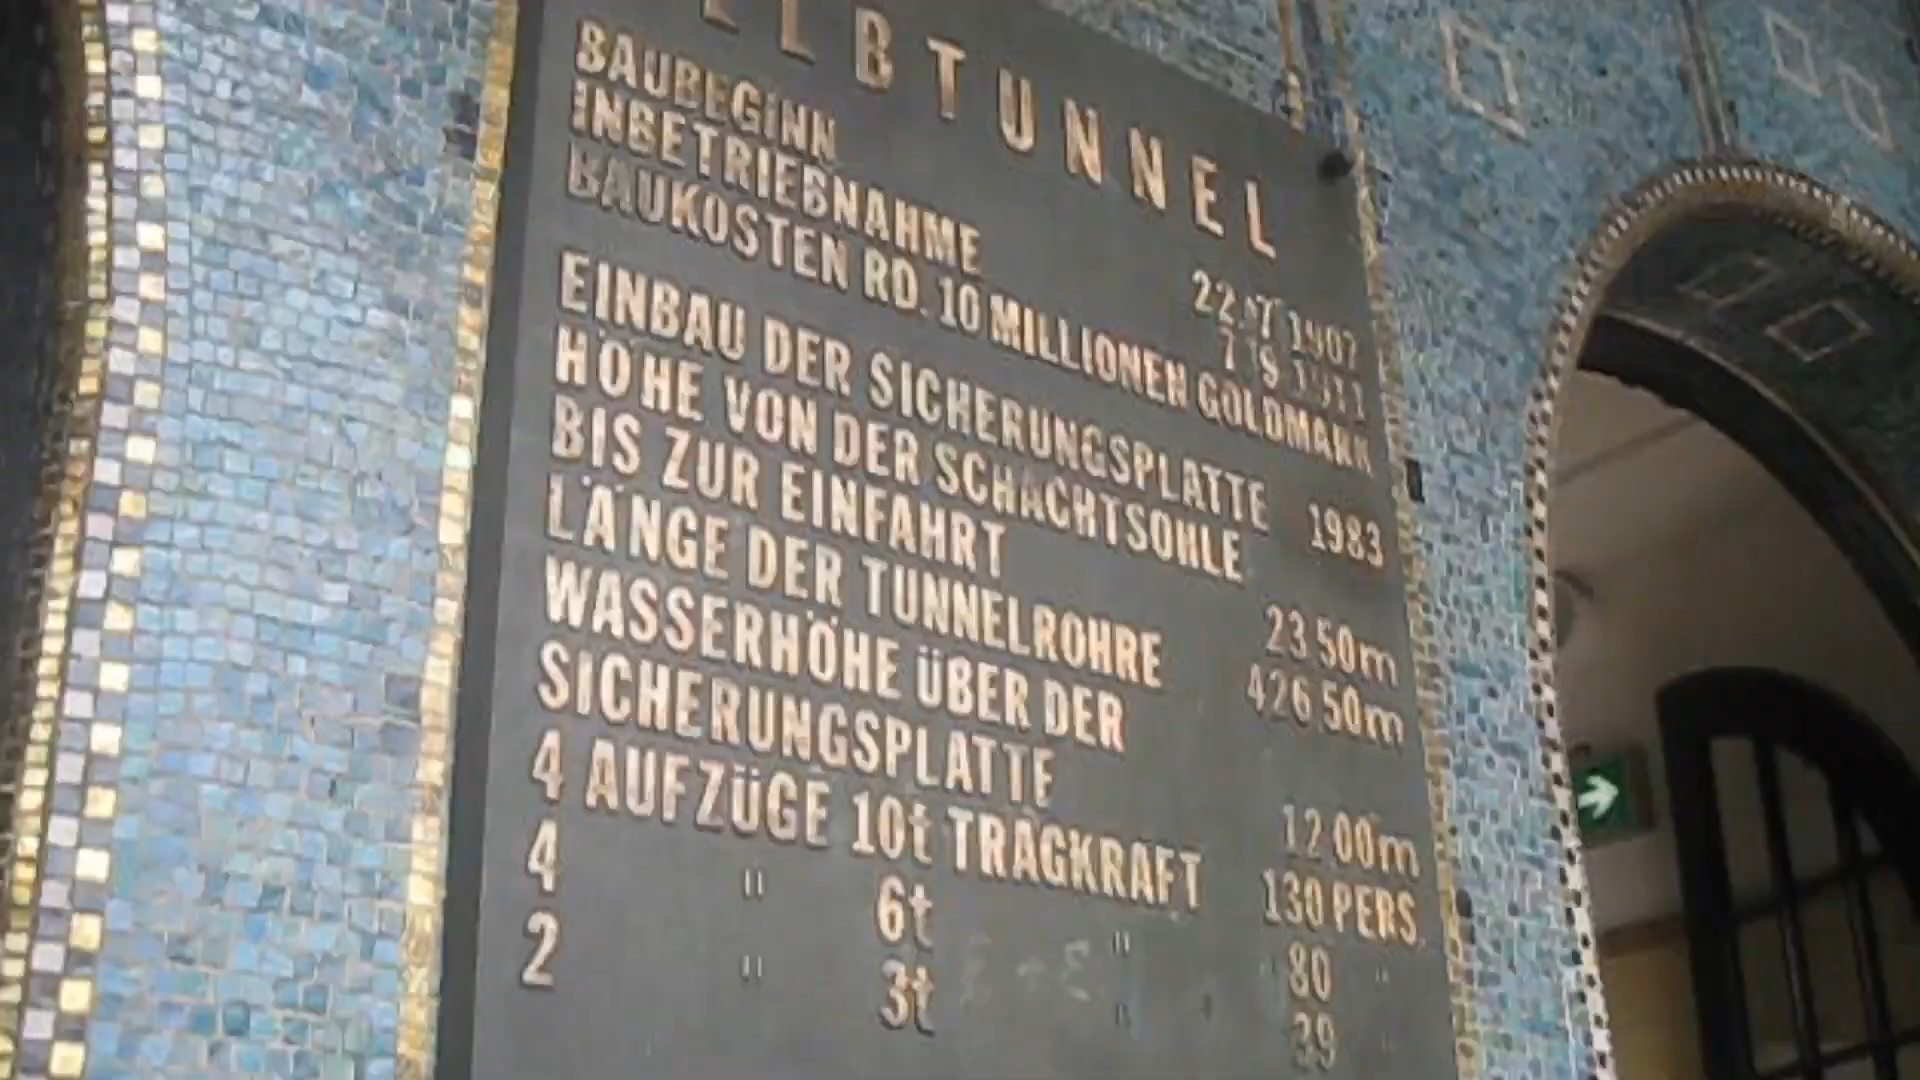 ELBTUNNEL
BAUBEGINN 22.7 1907
INBETRIEBNAHME 7 9 1911
BAUKOSTEN RD. 10 MILLIONEN GOLDMARK
EINBAU DER SICHERUNGSPLATTE 1983
HÖHE VON DER SCHACHTSOHLE
BIS ZUR EINFAHRT 23 50m
LÄNGE DER TUNNELROHRE 426 50m
WASSERHÖHE ÜBER DER
SICHERUNGSPLATTE 12 00m
4 AUFZÜGE 10t TRAGKRAFT 130 PERS.
4 " 6t " 80 "
2 " 3t " 39